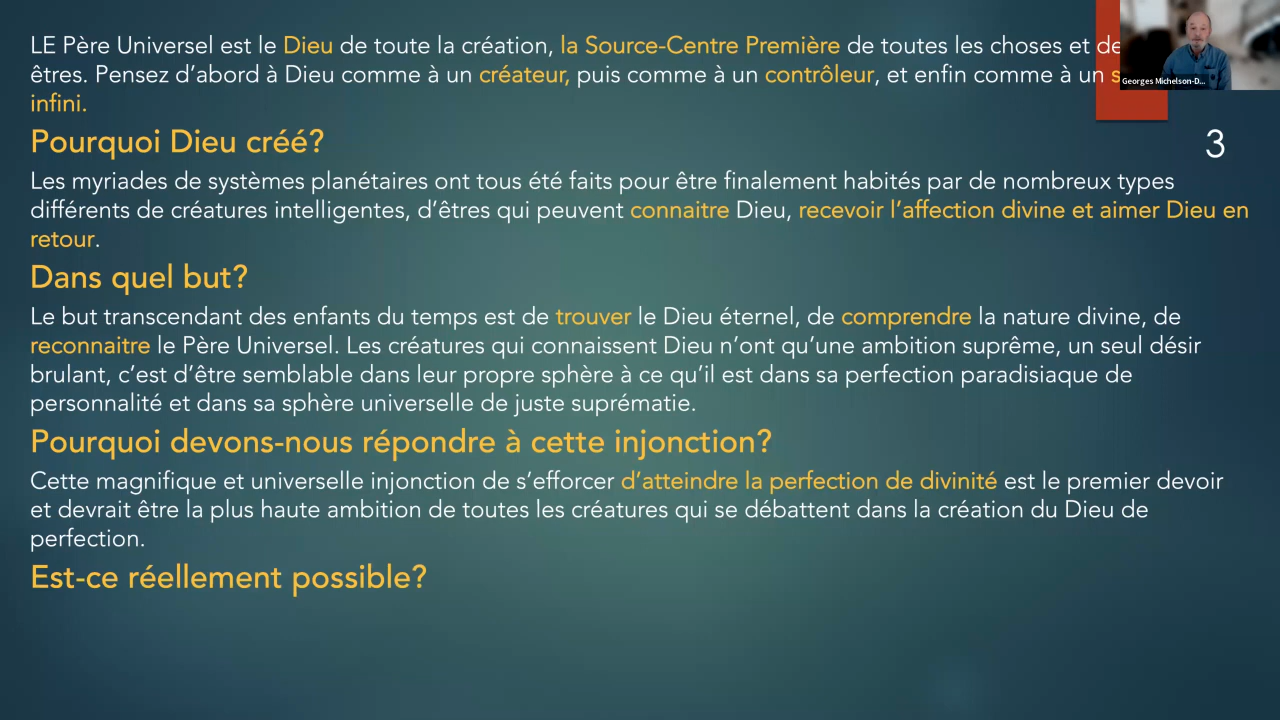 LE Père Universel est le Dieu de toute la création, la Source-Centre Première de toutes les choses et de
êtres. Pensez d’abord à Dieu comme à un créateur, puis comme à un contrôleur, et enfin comme à un
infini.
Pourquoi Dieu créé?
Les myriades de systèmes planétaires ont tous été faits pour être finalement habités par de nombreux types
différents de créatures intelligentes, d’êtres qui peuvent connaitre Dieu, recevoir l’affection divine et aimer Dieu en
retour.
Dans quel but?
Le but transcendant des enfants du temps est de trouver le Dieu éternel, de comprendre la nature divine, de
reconnaitre le Père Universel. Les créatures qui connaissent Dieu n’ont qu’une ambition suprême, un seul désir
brulant, c’est d’être semblable dans leur propre sphère à ce qu’il est dans sa perfection paradisiaque de
personnalité et dans sa sphère universelle de juste suprématie.
Pourquoi devons-nous répondre à cette injonction?
Cette magnifique et universelle injonction de s’efforcer d’atteindre la perfection de divinité est le premier devoir
et devrait être la plus haute ambition de toutes les créatures qui se débattent dans la création du Dieu de
perfection.
Est-ce réellement possible?
Georges Michelson-D...
3